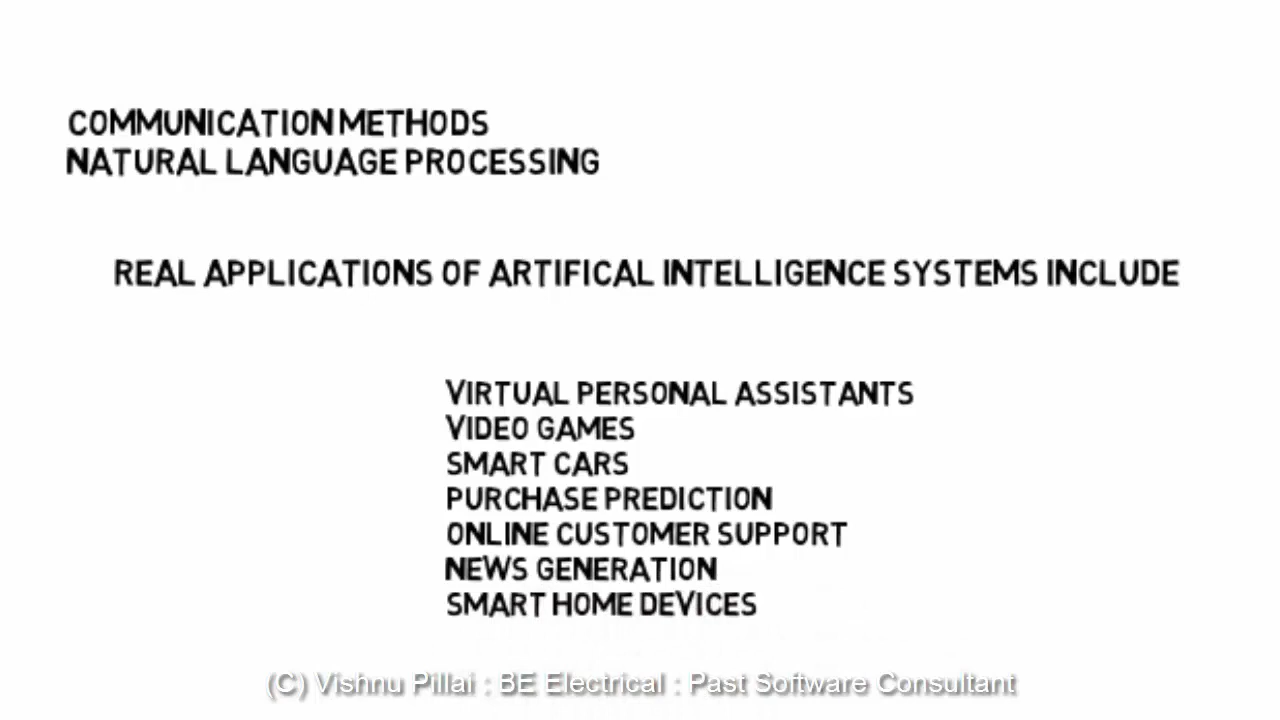 COMMUNICATION METHODS
NATURAL LANGUAGE PROCESSING
REAL APPLICATIONS OF ARTIFICAL INTELLIGENCE SYSTEMS INCLUDE
VIRTUAL PERSONAL ASSISTANTS
VIDEO GAMES
SMART CARS
PURCHASE PREDICTION
ONLINE CUSTOMER SUPPORT
NEWS GENERATION
SMART HOME DEVICES
(C) Vishnu Pillai : BE Electrical : Past Software Consultant